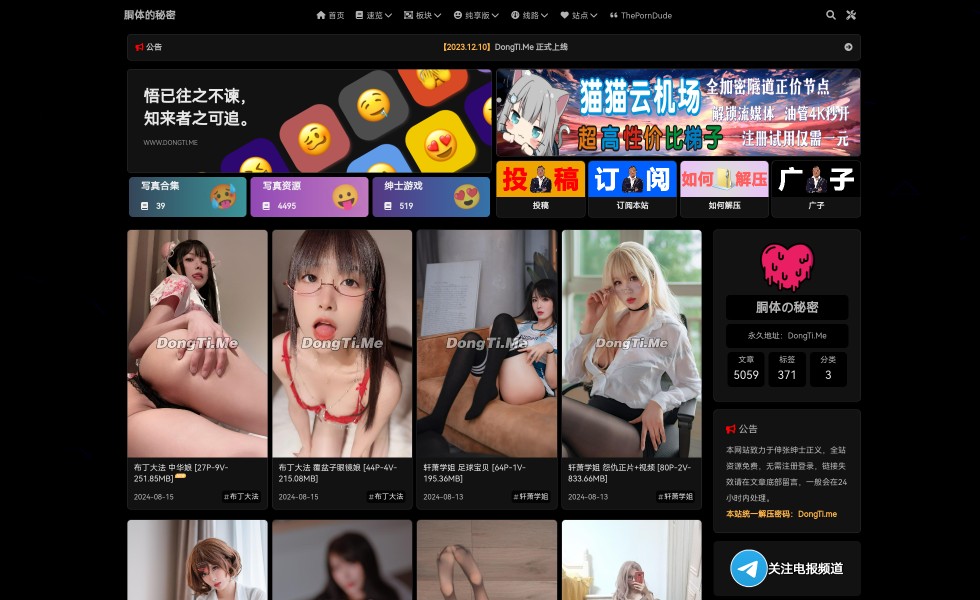 胴体的秘密
首页 速览 板块 纯享版 线路 站点 ThePornDude
公告
【2023.12.10】DongTi.Me 正式上线
悟已往之不谏，
知来者之可追。
WWW.DONGTI.ME
猫猫云机场
全加密隧道正价节点
解锁流媒体 油管4K秒开
超高性价比梯子
注册试用仅需一元
写真合集
39
写真资源
4495
绅士游戏
519
投稿
投稿
订阅
订阅本站
如何解压
如何解压
广子
广子
DongTi.Me
布丁大法 中华娘 [27P-9V-
251.85MB]
2024-08-15
#布丁大法
DongTi.Me
布丁大法 覆盆子眼镜娘 [44P-4V-
215.08MB]
2024-08-15
#布丁大法
DongTi.Me
轩萧学姐 足球宝贝 [64P-1V-
195.36MB]
2024-08-13
#轩萧学姐
DongTi.Me
轩萧学姐 怨仇正片+视频 [80P-2V-
833.66MB]
2024-08-13
#轩萧学姐
胴体の秘密
永久地址：DongTi.Me
文章 标签 分类
5059 371 3
公告
本网站致力于伸张绅士正义，全站
资源免费，无需注册登录，链接失
效请在文章底部留言，一般会在24
小时内处理。
本站统一解压密码：DongTi.me
关注电报频道